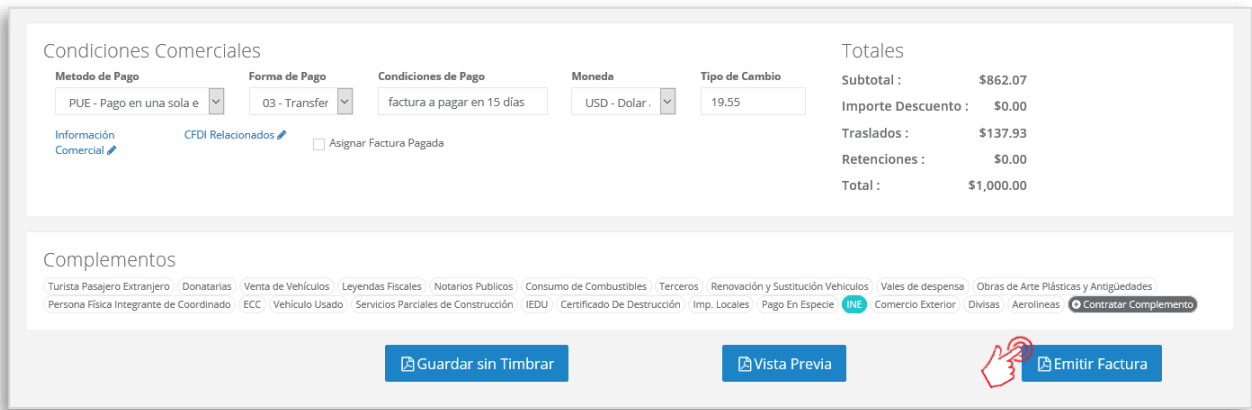 Condiciones Comerciales
Metodo de Pago Forma de Pago Condiciones de Pago Moneda Tipo de Cambio
PUE - Pago en una sola e 03 - Transfer factura a pagar en 15 días USD - Dolar 19.55
Información Comercial CFDI Relacionados Asignar Factura Pagada
Totales
Subtotal : $862.07
Importe Descuento : $0.00
Traslados : $137.93
Retenciones : $0.00
Total : $1,000.00
Complementos
Turista Pasajero Extranjero Donatarias Venta de Vehículos Leyendas Fiscales Notarios Publicos Consumo de Combustibles Terceros Renovación y Sustitución Vehiculos Vales de despensa Obras de Arte Plásticas y Antigüedades
Persona Física Integrante de Coordinado ECC Vehículo Usado Servicios Parciales de Construcción IEDU Certificado De Destrucción Imp. Locales Pago En Especie INE Comercio Exterior Divisas Aerolineas Contratar Complemento
Guardar sin Timbrar Vista Previa Emitir Factura